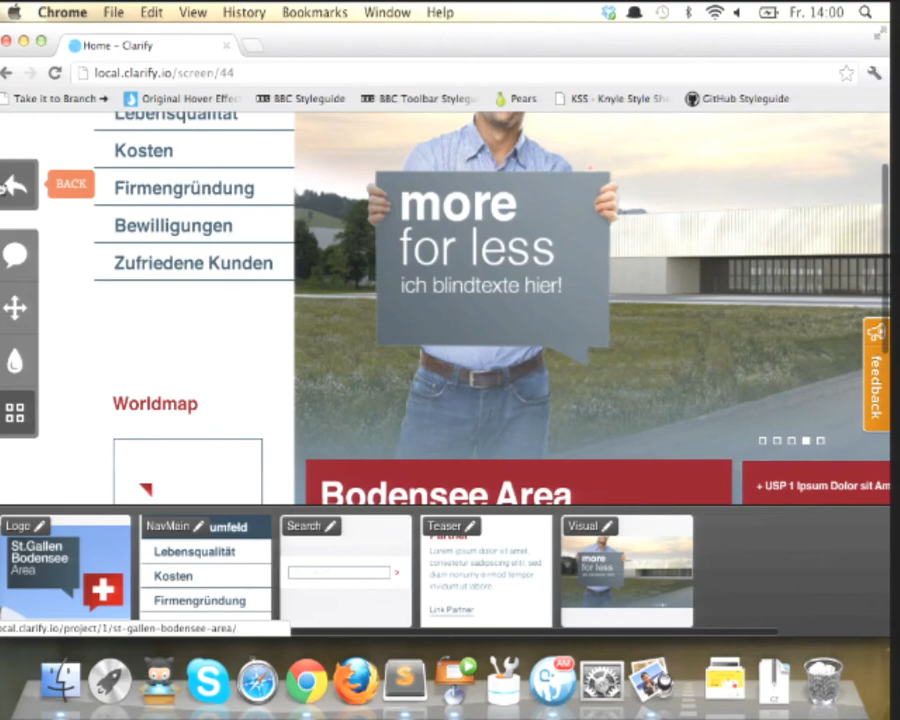 Chrome File Edit View History Bookmarks Window Help Fr. 14:00
Home – Clarify
local.clarify.io/screen/44
Take it to Branch → Original Hover Effec BBC Styleguide BBC Toolbar Stylegu Pears KSS - Knyle Style She GitHub Styleguide
Lebensqualität
Kosten
BACK
Firmengründung
Bewilligungen
Zufriedene Kunden
more
for less
ich blindtexte hier!
feedback
Worldmap
Bodensee Area
+ USP 1 Ipsum Dolor sit Am
Logo
St.Gallen
Bodensee
Area
NavMain
umfeld
Lebensqualität
Kosten
Firmengründung
Search
>
Teaser
Partner
Lorem ipsum dolor sit amet,
consetetur sadipscing elitr, sed
diam nonumy eirmod tempor
invidunt ut labore.
Link Partner
Visual
more
for less
ocal.clarify.io/project/1/st-gallen-bodensee-area/
S
S
AM